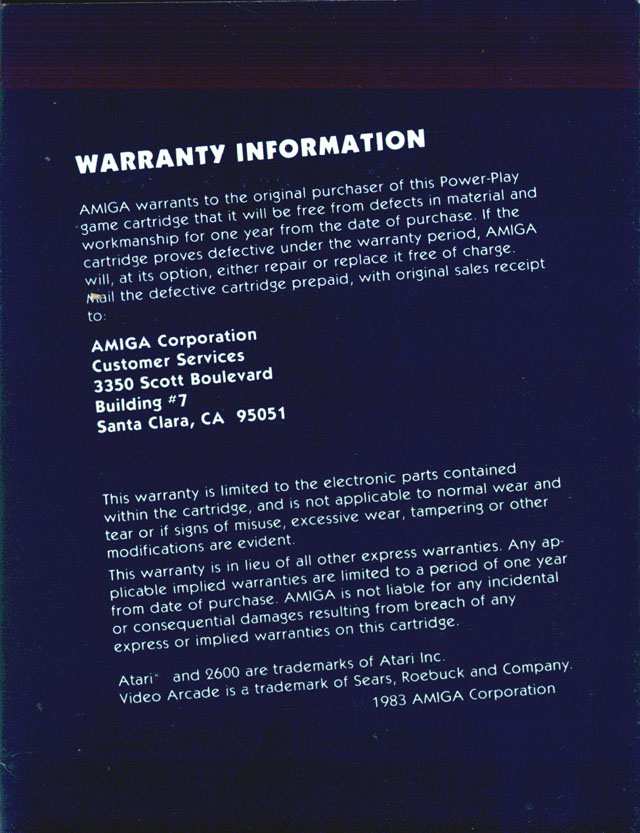 WARRANTY INFORMATION
AMIGA warrants to the original purchaser of this Power-Play
game cartridge that it will be free from defects in material and
workmanship for one year from the date of purchase. If the
cartridge proves defective under the warranty period, AMIGA
will, at its option, either repair or replace it free of charge.
Mail the defective cartridge prepaid, with original sales receipt
to:
AMIGA Corporation
Customer Services
3350 Scott Boulevard
Building #7
Santa Clara, CA 95051
This warranty is limited to the electronic parts contained
within the cartridge, and is not applicable to normal wear and
tear or if signs of misuse, excessive wear, tampering or other
modifications are evident.
This warranty is in lieu of all other express warranties. Any ap-
plicable implied warranties are limited to a period of one year
from date of purchase. AMIGA is not liable for any incidental
or consequential damages resulting from breach of any
express or implied warranties on this cartridge.
Atari™ and 2600 are trademarks of Atari Inc.
Video Arcade is a trademark of Sears, Roebuck and Company.
1983 AMIGA Corporation